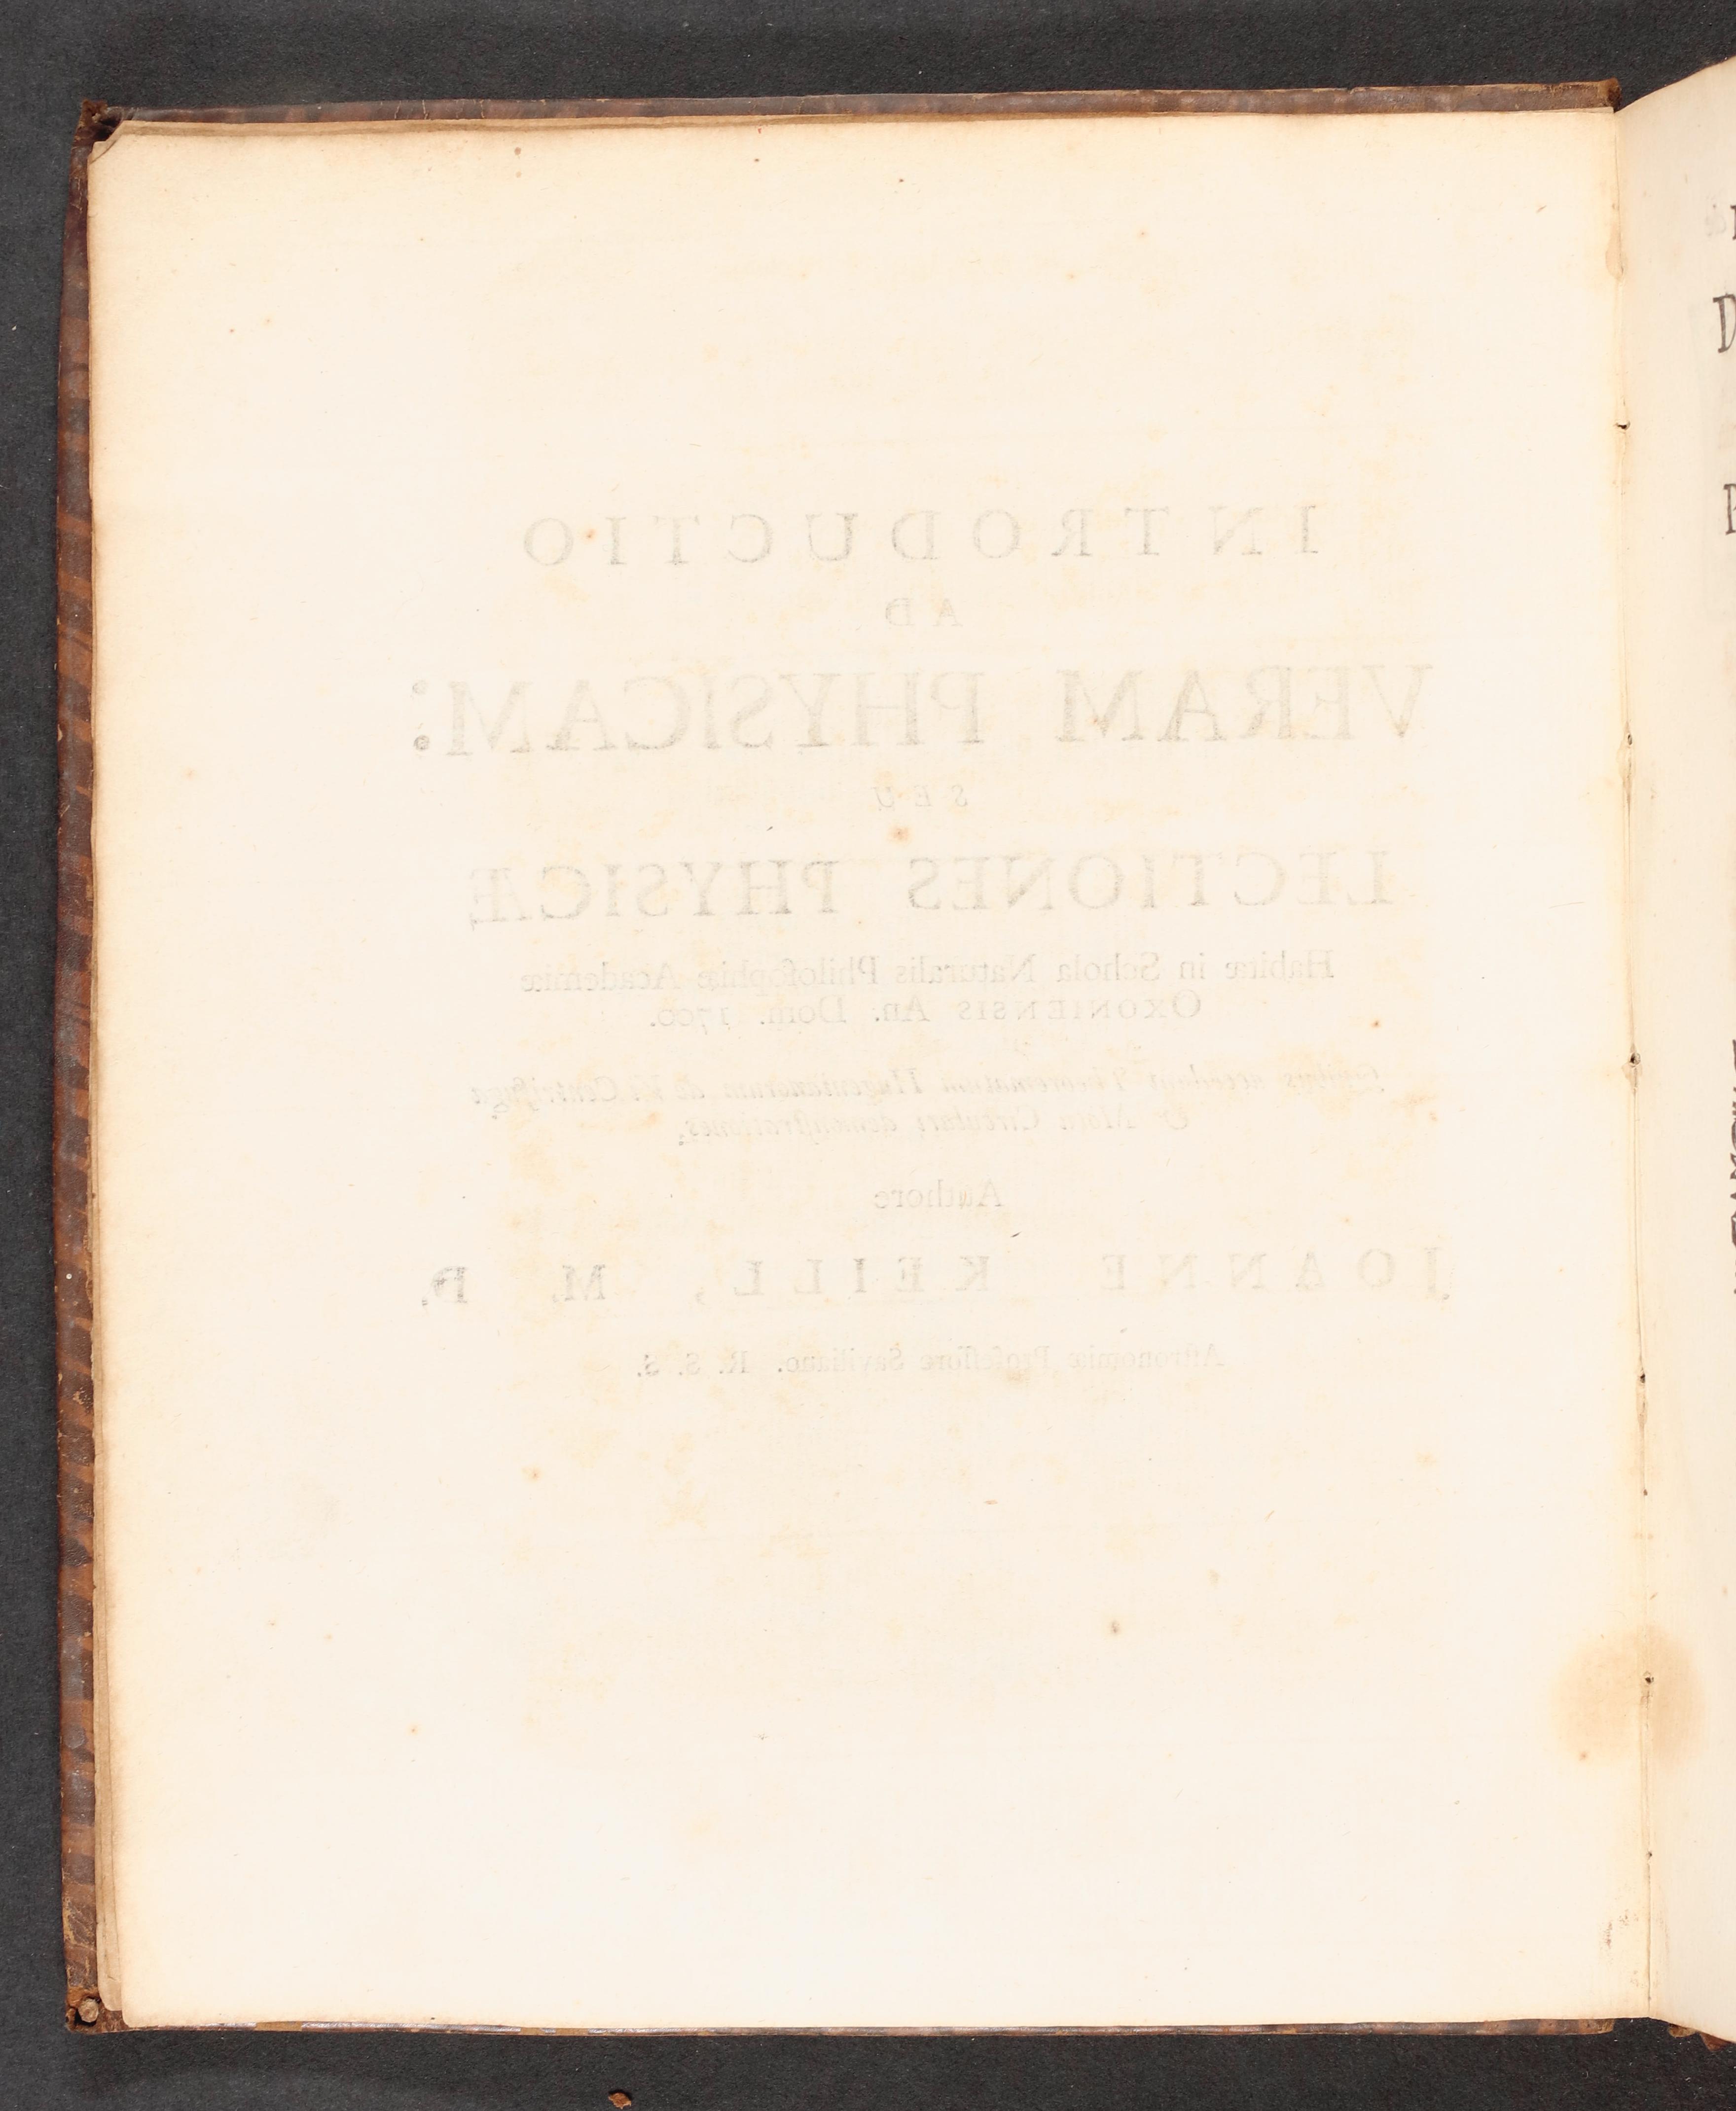 INTRODUCTIO
AD
VERAM PHYSICAM:
SEU
LECTIONES PHYSICÆ
Habitæ in Schola Naturalis Philosophiæ Academiæ
OXONIENSIS An: Dom. 1700.
Quibus accedunt Theorematum Hugenianorum de Vi Centrifuga
& Motu Circulari demonstrationes.
Authore
JOANNE KEILL, M. D.
Astronomiæ Professore Saviliano. R. S. S.